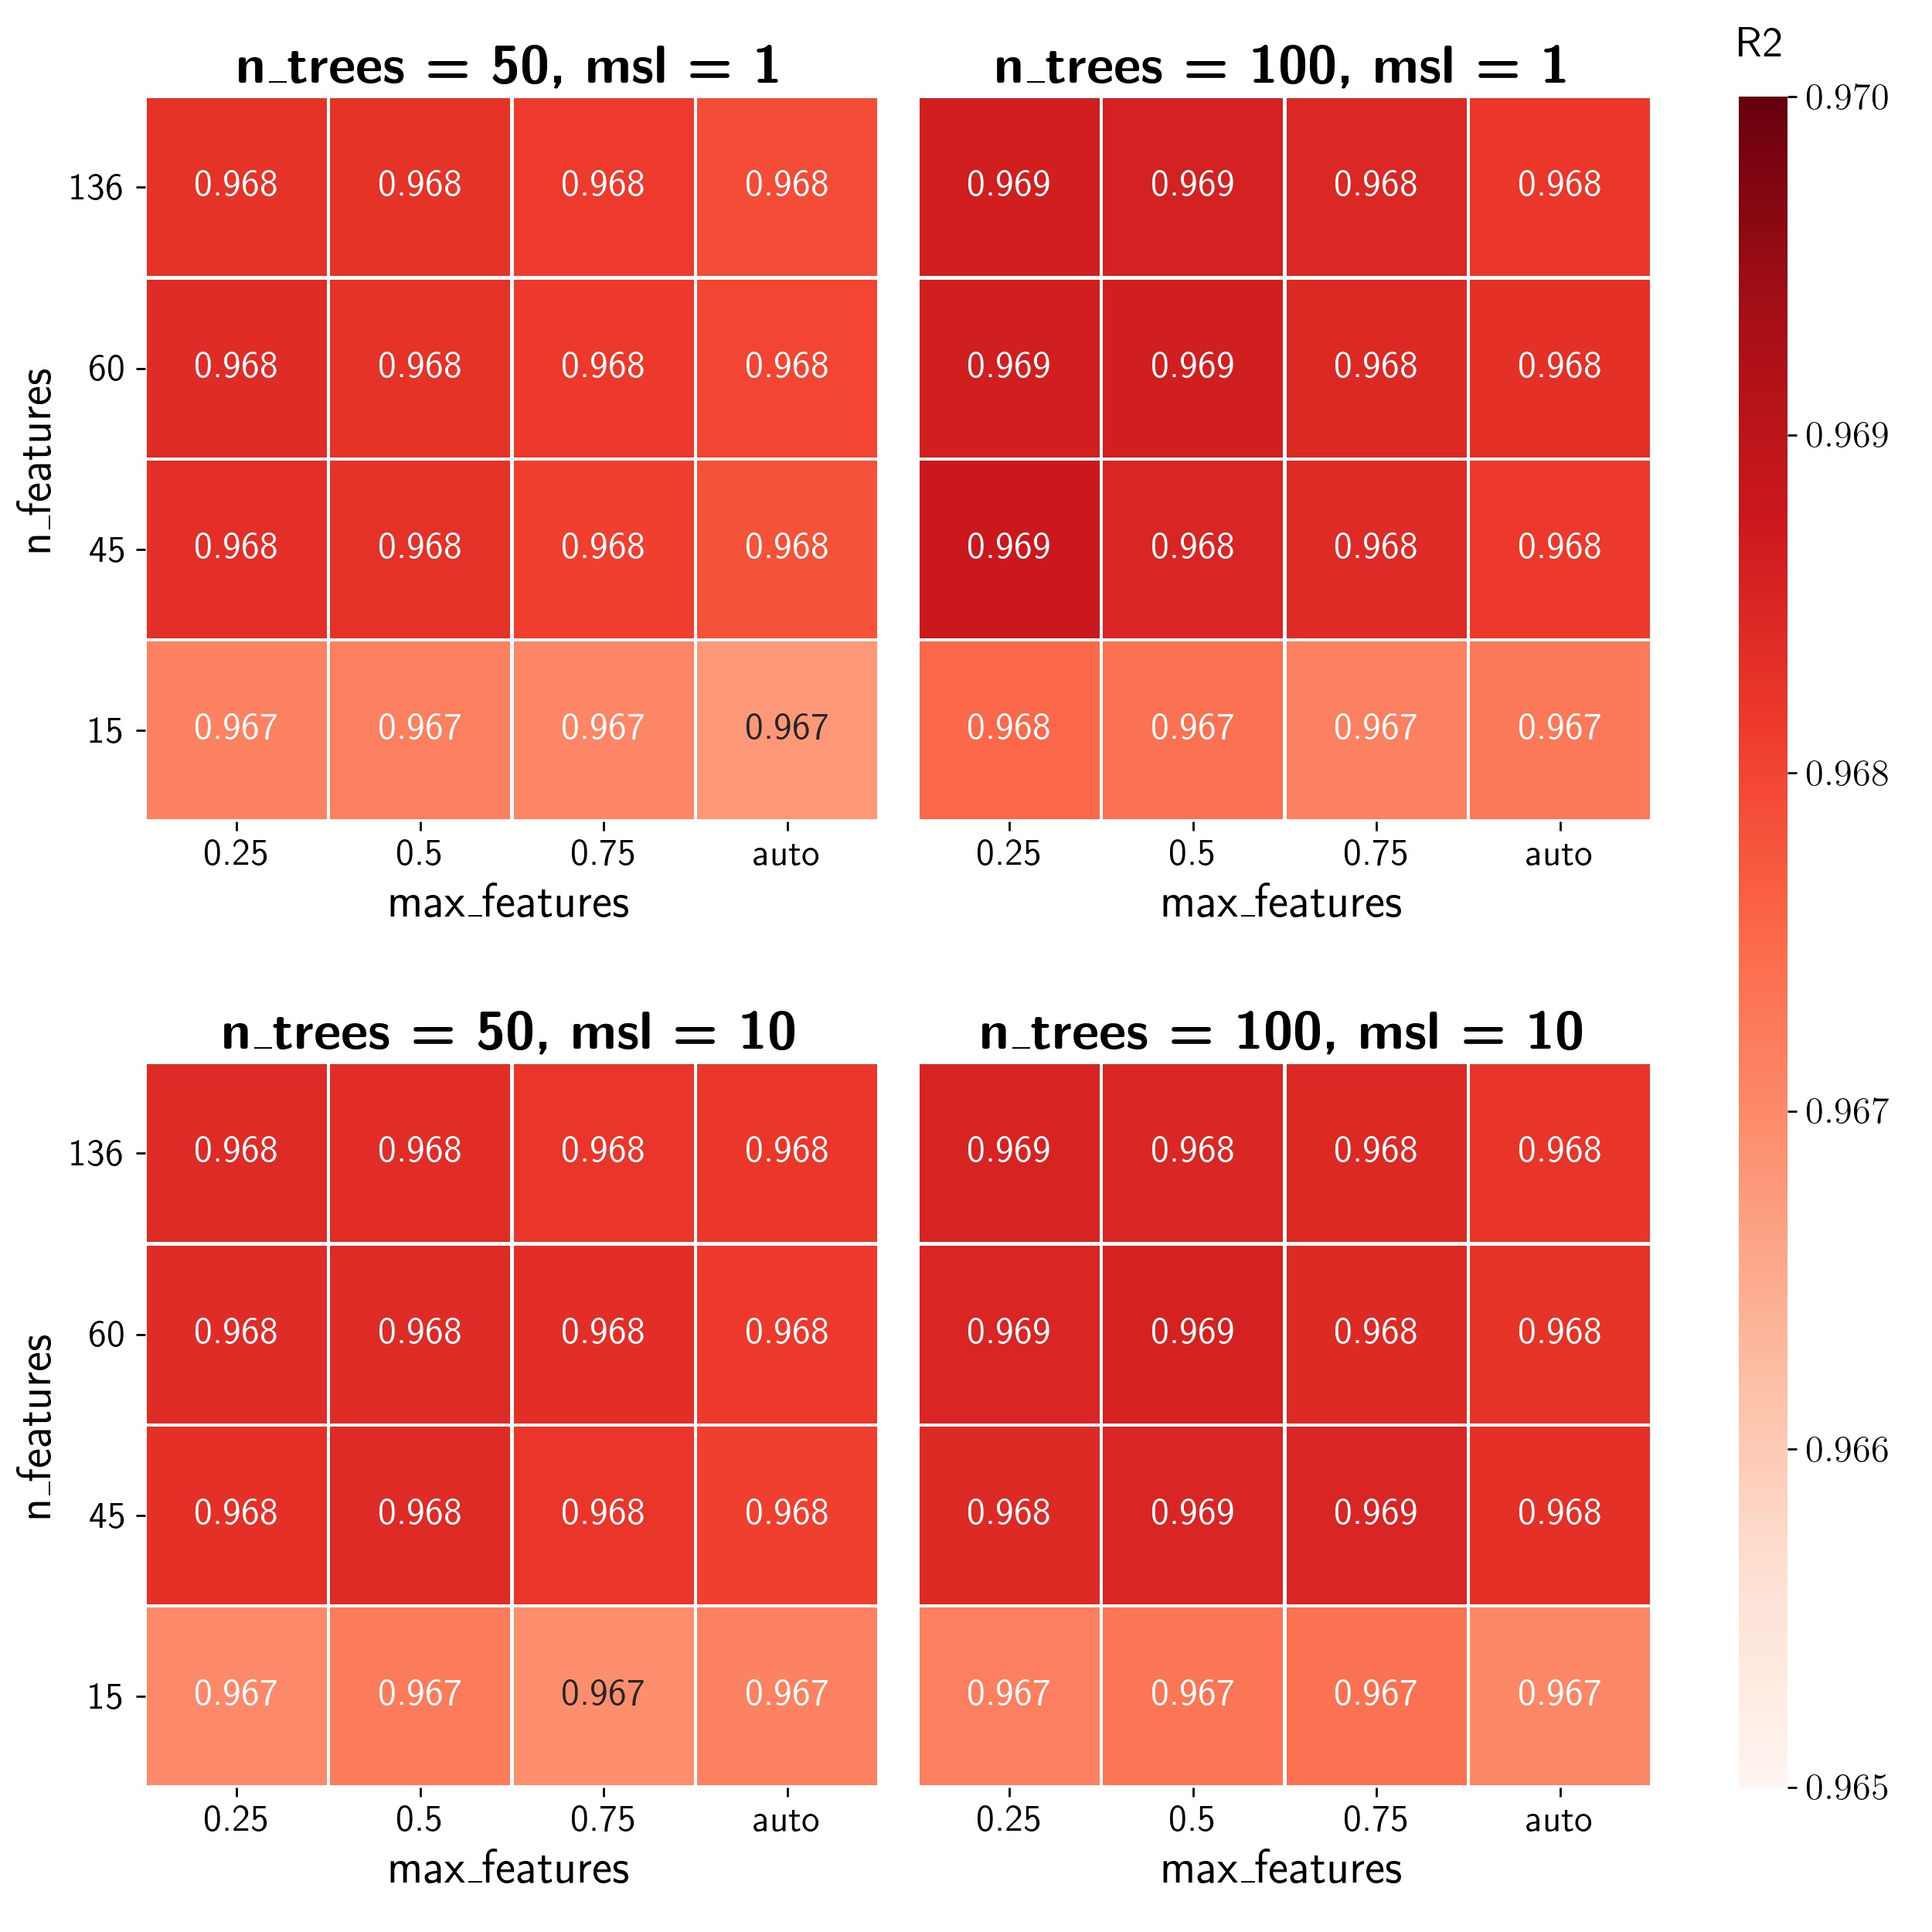 R2
n_trees = 50, msl = 1
n_features
136 0.968 0.968 0.968 0.968
60 0.968 0.968 0.968 0.968
45 0.968 0.968 0.968 0.968
15 0.967 0.967 0.967 0.967
0.25 0.5 0.75 auto
max_features
n_trees = 100, msl = 1
0.969 0.969 0.968 0.968
0.969 0.969 0.968 0.968
0.969 0.968 0.968 0.968
0.968 0.967 0.967 0.967
0.25 0.5 0.75 auto
max_features
n_trees = 50, msl = 10
n_features
136 0.968 0.968 0.968 0.968
60 0.968 0.968 0.968 0.968
45 0.968 0.968 0.968 0.968
15 0.967 0.967 0.967 0.967
0.25 0.5 0.75 auto
max_features
n_trees = 100, msl = 10
0.969 0.968 0.968 0.968
0.969 0.969 0.968 0.968
0.968 0.969 0.969 0.968
0.967 0.967 0.967 0.967
0.25 0.5 0.75 auto
max_features
0.970
0.969
0.968
0.967
0.966
0.965